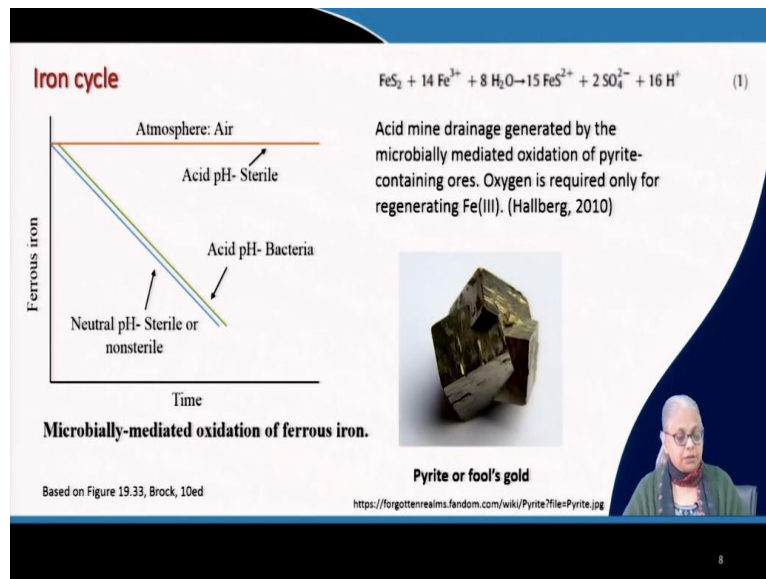 Iron cycle
FeS₂ + 14 Fe³⁺ + 8 H₂O→15 FeS²⁺ + 2 SO₄²⁻ + 16 H⁺ (1)
Atmosphere: Air
Acid pH- Sterile
Acid pH- Bacteria
Neutral pH- Sterile or
nonsterile
Ferrous iron
Time
Microbially-mediated oxidation of ferrous iron.
Based on Figure 19.33, Brock, 10ed
Acid mine drainage generated by the
microbially mediated oxidation of pyrite-
containing ores. Oxygen is required only for
regenerating Fe(III). (Hallberg, 2010)
Pyrite or fool's gold
https://forgottenrealms.fandom.com/wiki/Pyrite?file=Pyrite.jpg
8